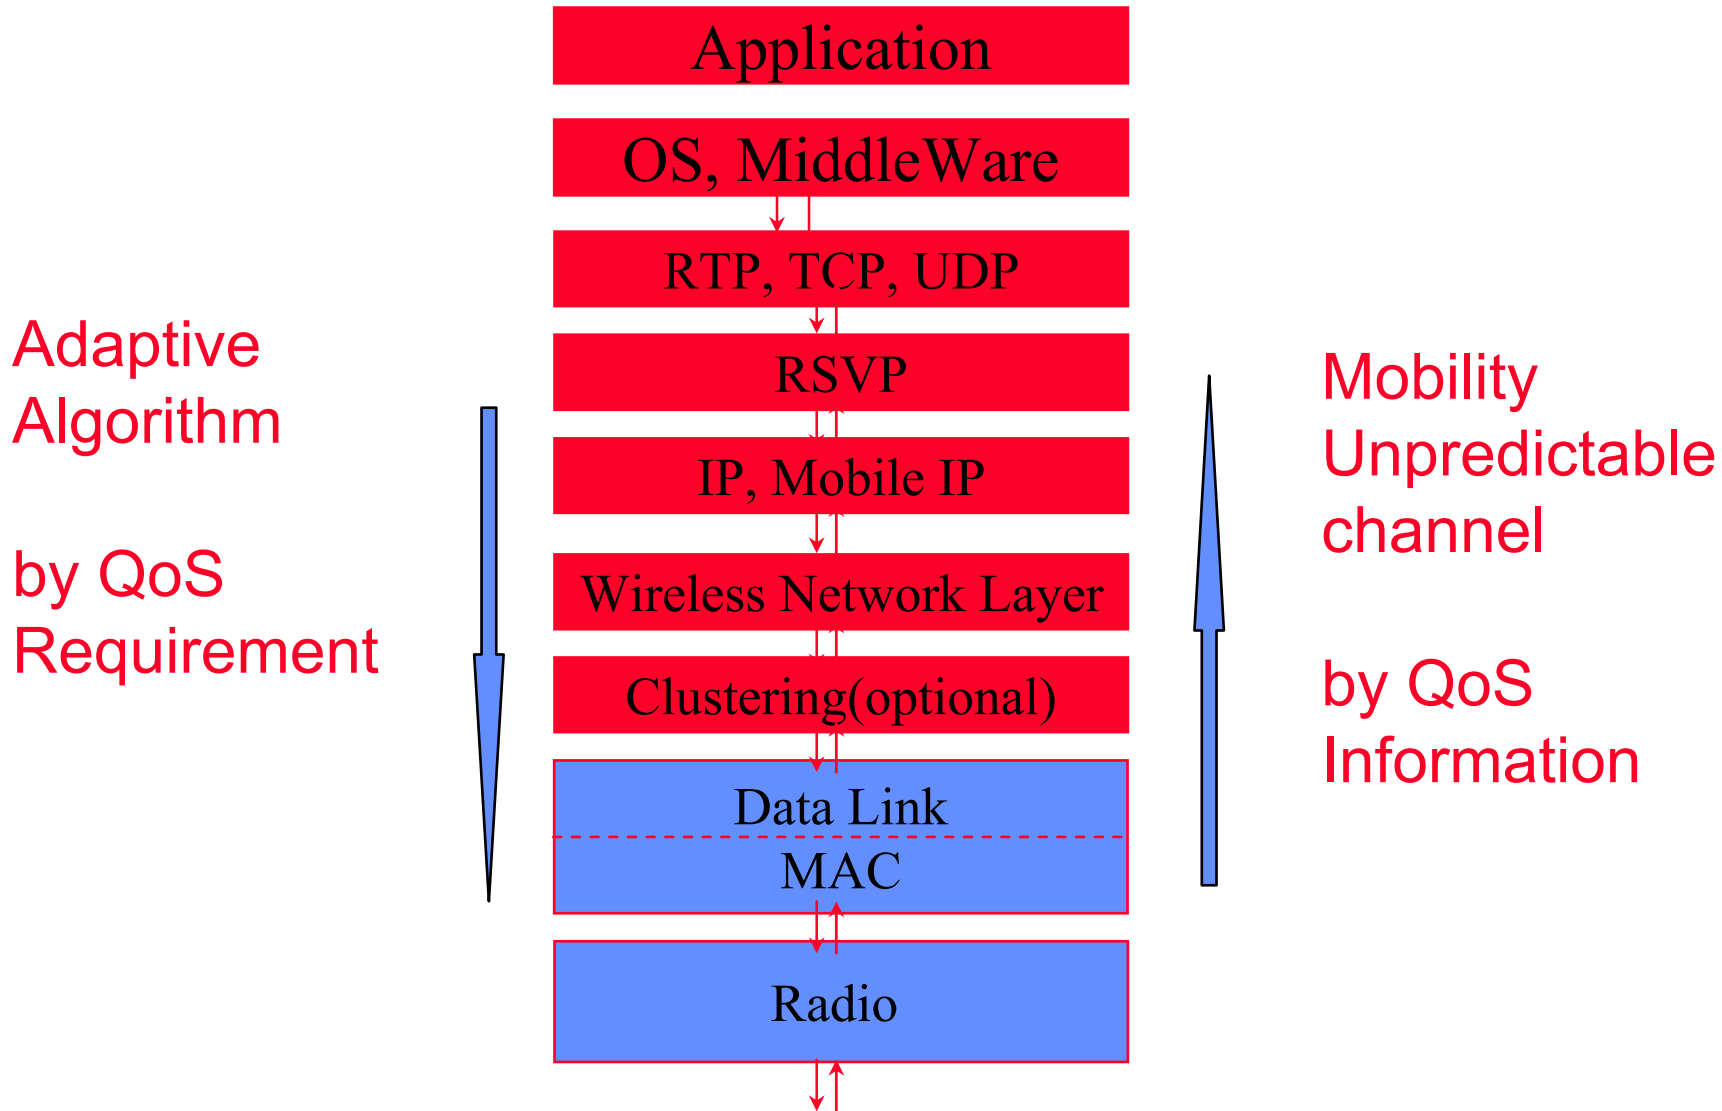 Application
OS, MiddleWare
RTP, TCP, UDP
RSVP
IP, Mobile IP
Wireless Network Layer
Clustering(optional)
Data Link
MAC
Radio
Adaptive
Algorithm
by QoS
Requirement
Mobility
Unpredictable
channel
by QoS
Information